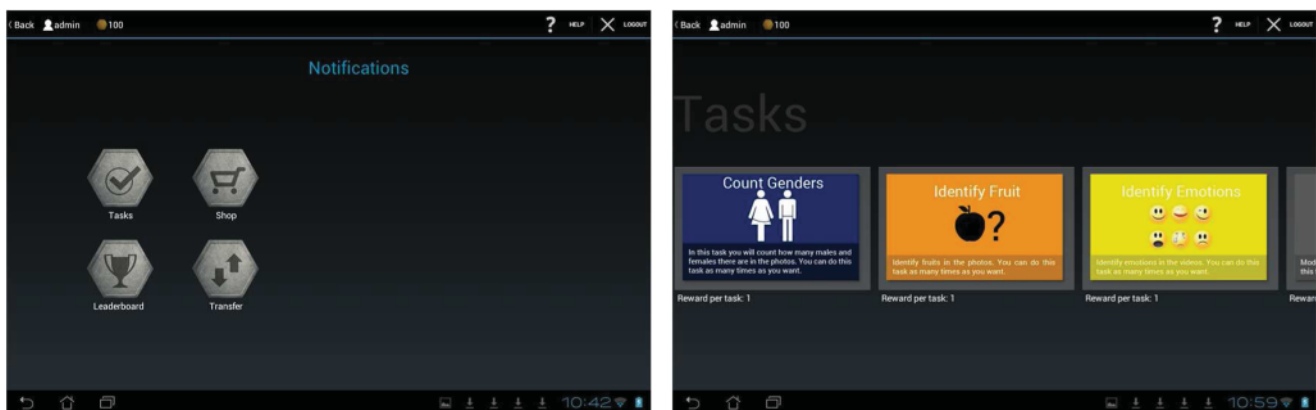 Back admin 100 HELP LOGOUT
Notifications
Tasks Shop
Leaderboard Transfer
10:42
Back admin 100 ? HELP LOGOUT
Tasks
Count Genders
In this task you will count how many males and
females there are in the photos. You can do this
task as many times as you want.
Reward per task: 1
Identify Fruit
?
Identify fruits in the photos. You can do this
task as many times as you want.
Reward per task: 1
Identify Emotions
Identify emotions in the videos. You can do this
task as many times as you want.
Reward per task: 1
Mod
this
Rewar
10:59